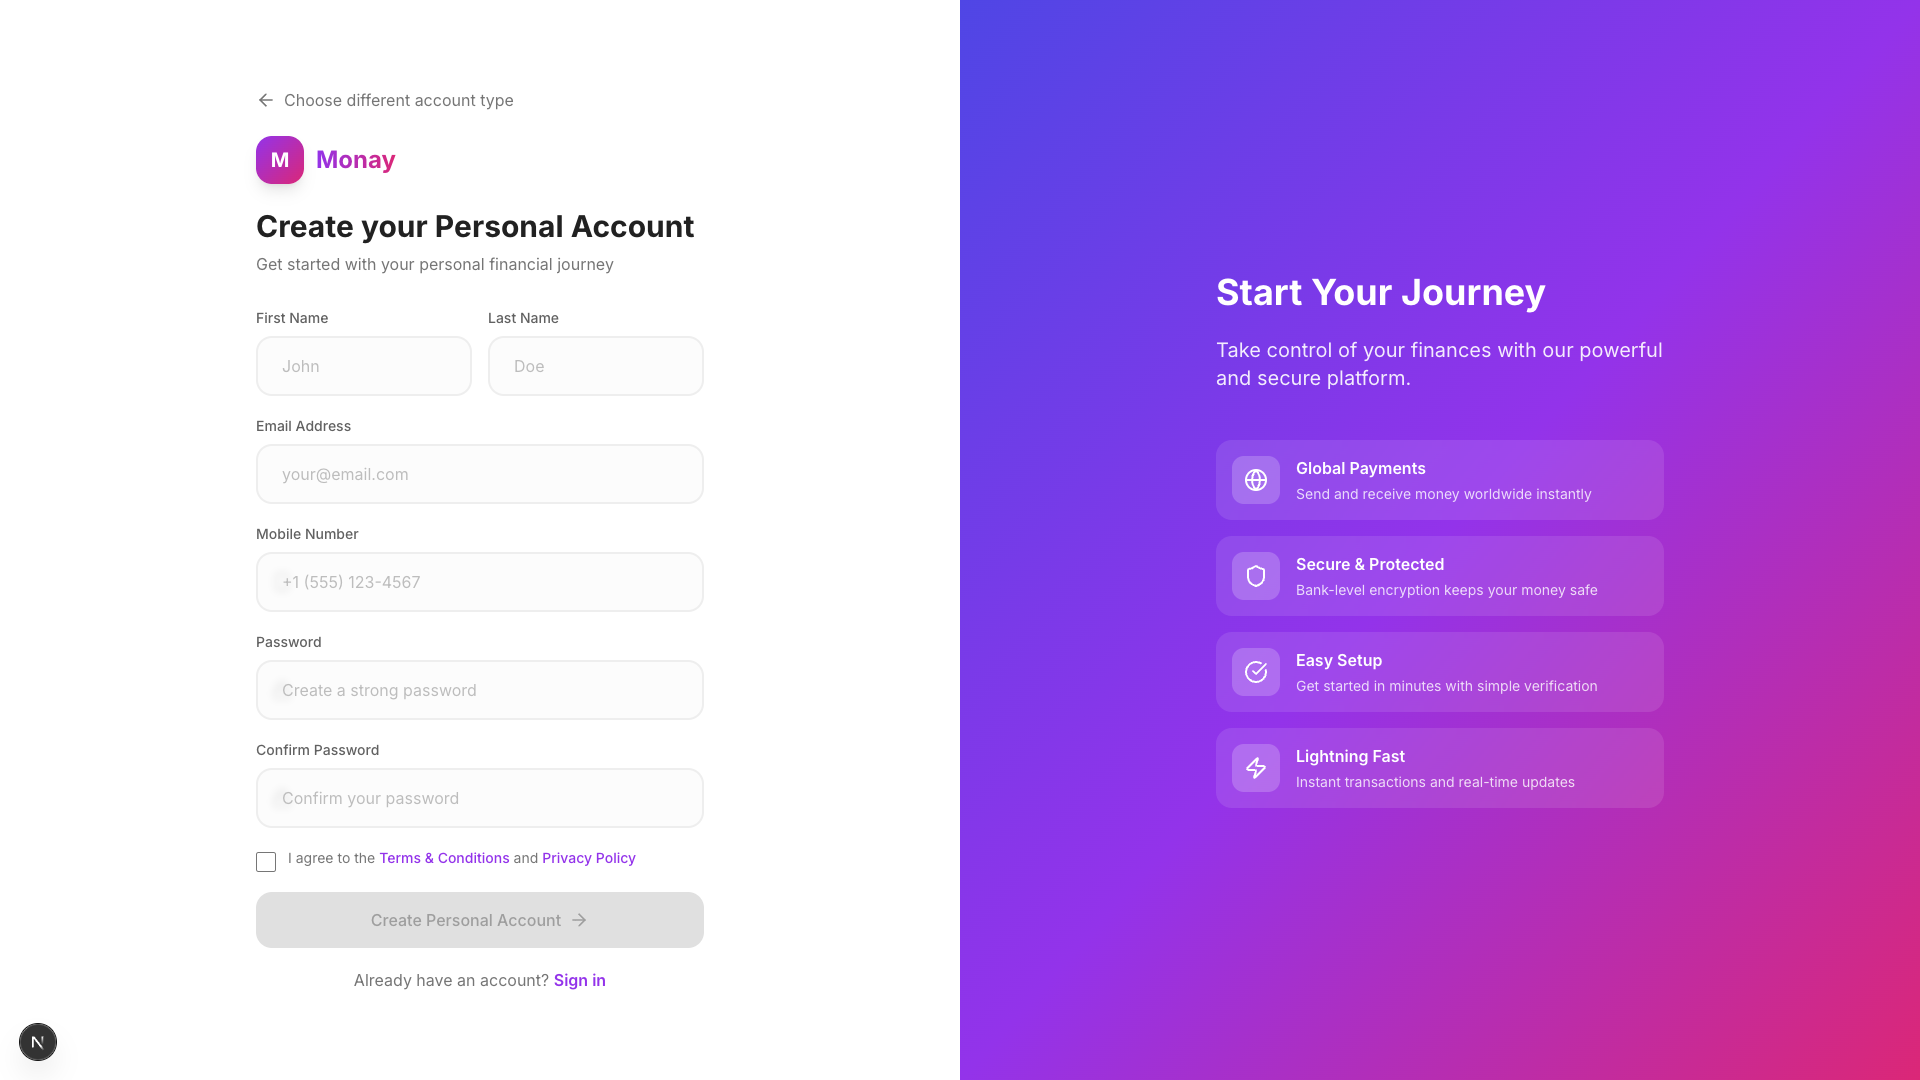 Choose different account type
M
Monay
Create your Personal Account
Get started with your personal financial journey
First Name
Last Name
John
Doe
Email Address
your@email.com
Mobile Number
+1 (555) 123-4567
Password
Create a strong password
Confirm Password
Confirm your password
I agree to the Terms & Conditions and Privacy Policy
Create Personal Account
Already have an account? Sign in
N
Start Your Journey
Take control of your finances with our powerful
and secure platform.
Global Payments
Send and receive money worldwide instantly
Secure & Protected
Bank-level encryption keeps your money safe
Easy Setup
Get started in minutes with simple verification
Lightning Fast
Instant transactions and real-time updates